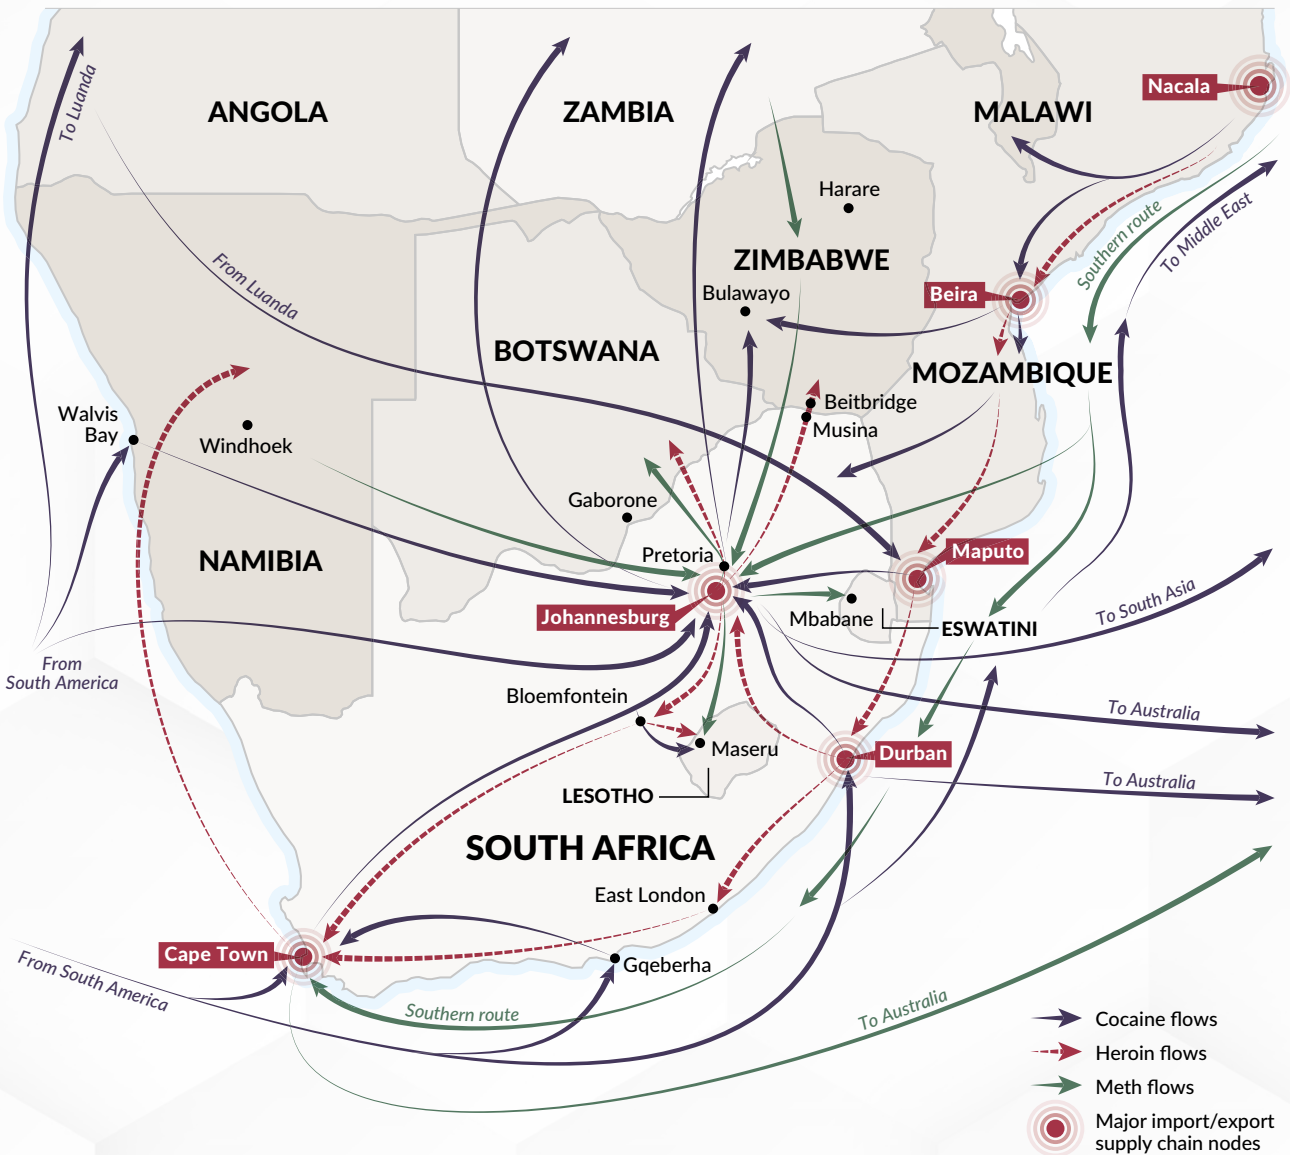 To Luanda
ANGOLA
ZAMBIA
MALAWI
Nacala
Harare
ZIMBABWE
Bulawayo
Beira
Southern route
To Middle East
From Luanda
BOTSWANA
MOZAMBIQUE
Walvis
Bay
Windhoek
Beitbridge
Musina
Gaborone
NAMIBIA
Pretoria
Maputo
Johannesburg
Mbabane
ESWATINI
To South Asia
From
South America
Bloemfontein
Maseru
LESOTHO
Durban
To Australia
To Australia
SOUTH AFRICA
East London
Cape Town
Gqeberha
From South America
Southern route
To Australia
Cocaine flows
Heroin flows
Meth flows
Major import/export
supply chain nodes